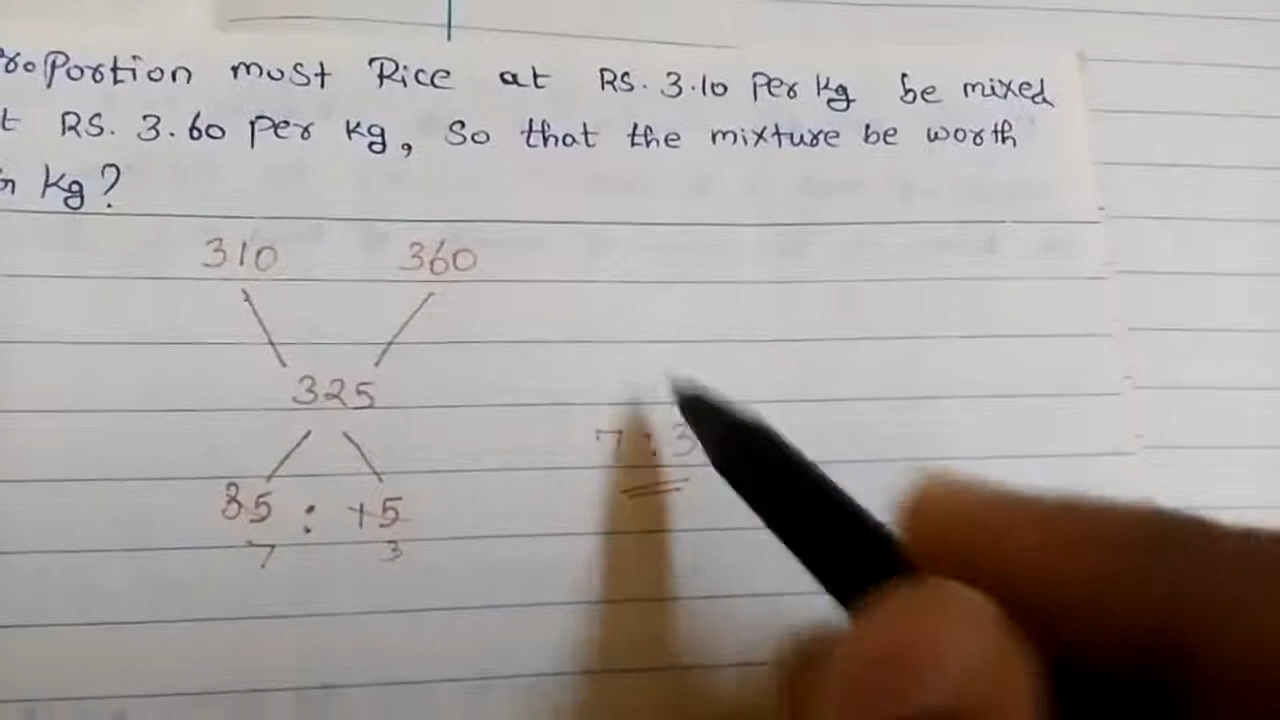 Proportion must Rice at RS. 3.10 Per kg be mixed
t RS. 3.60 Per kg, So that the mixture be worth
kg?
310 360
325
7 : 3
35 : 15
7 3